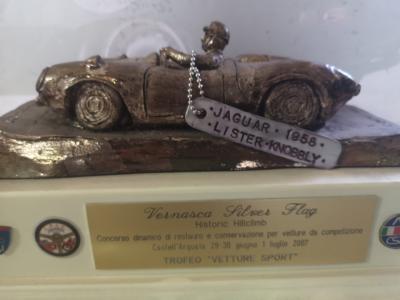 JAGUAR · 1958
LISTER·KNOBBLY
Vernasca Silver Flag
Historic Hillclimb
Concorso dinamico di restauro e conservazione per vetture da competizione
Castell'Arquato 29-30 giugno 1 luglio 2007
TROFEO "VETTURE SPORT"